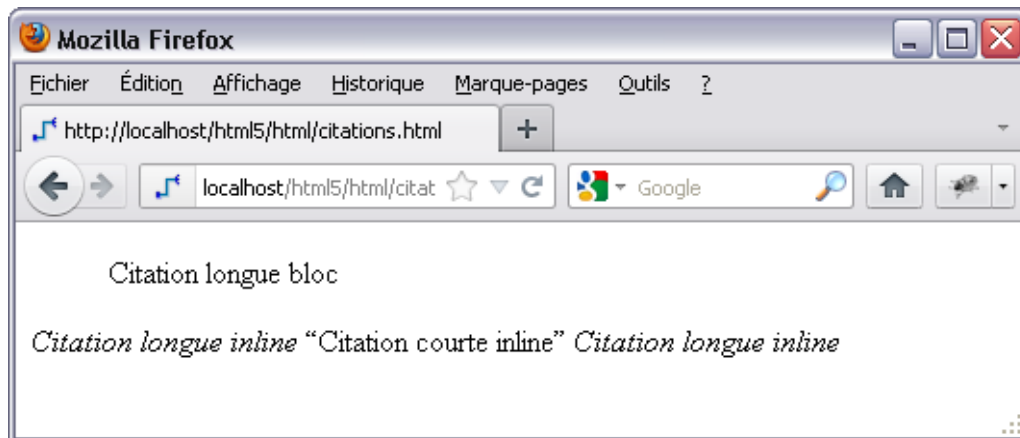 Mozilla Firefox
Fichier Édition Affichage Historique Marque-pages Outils ?
http://localhost/html5/html/citations.html +
localhost/html5/html/citat Google
Citation longue bloc
Citation longue inline “Citation courte inline” Citation longue inline